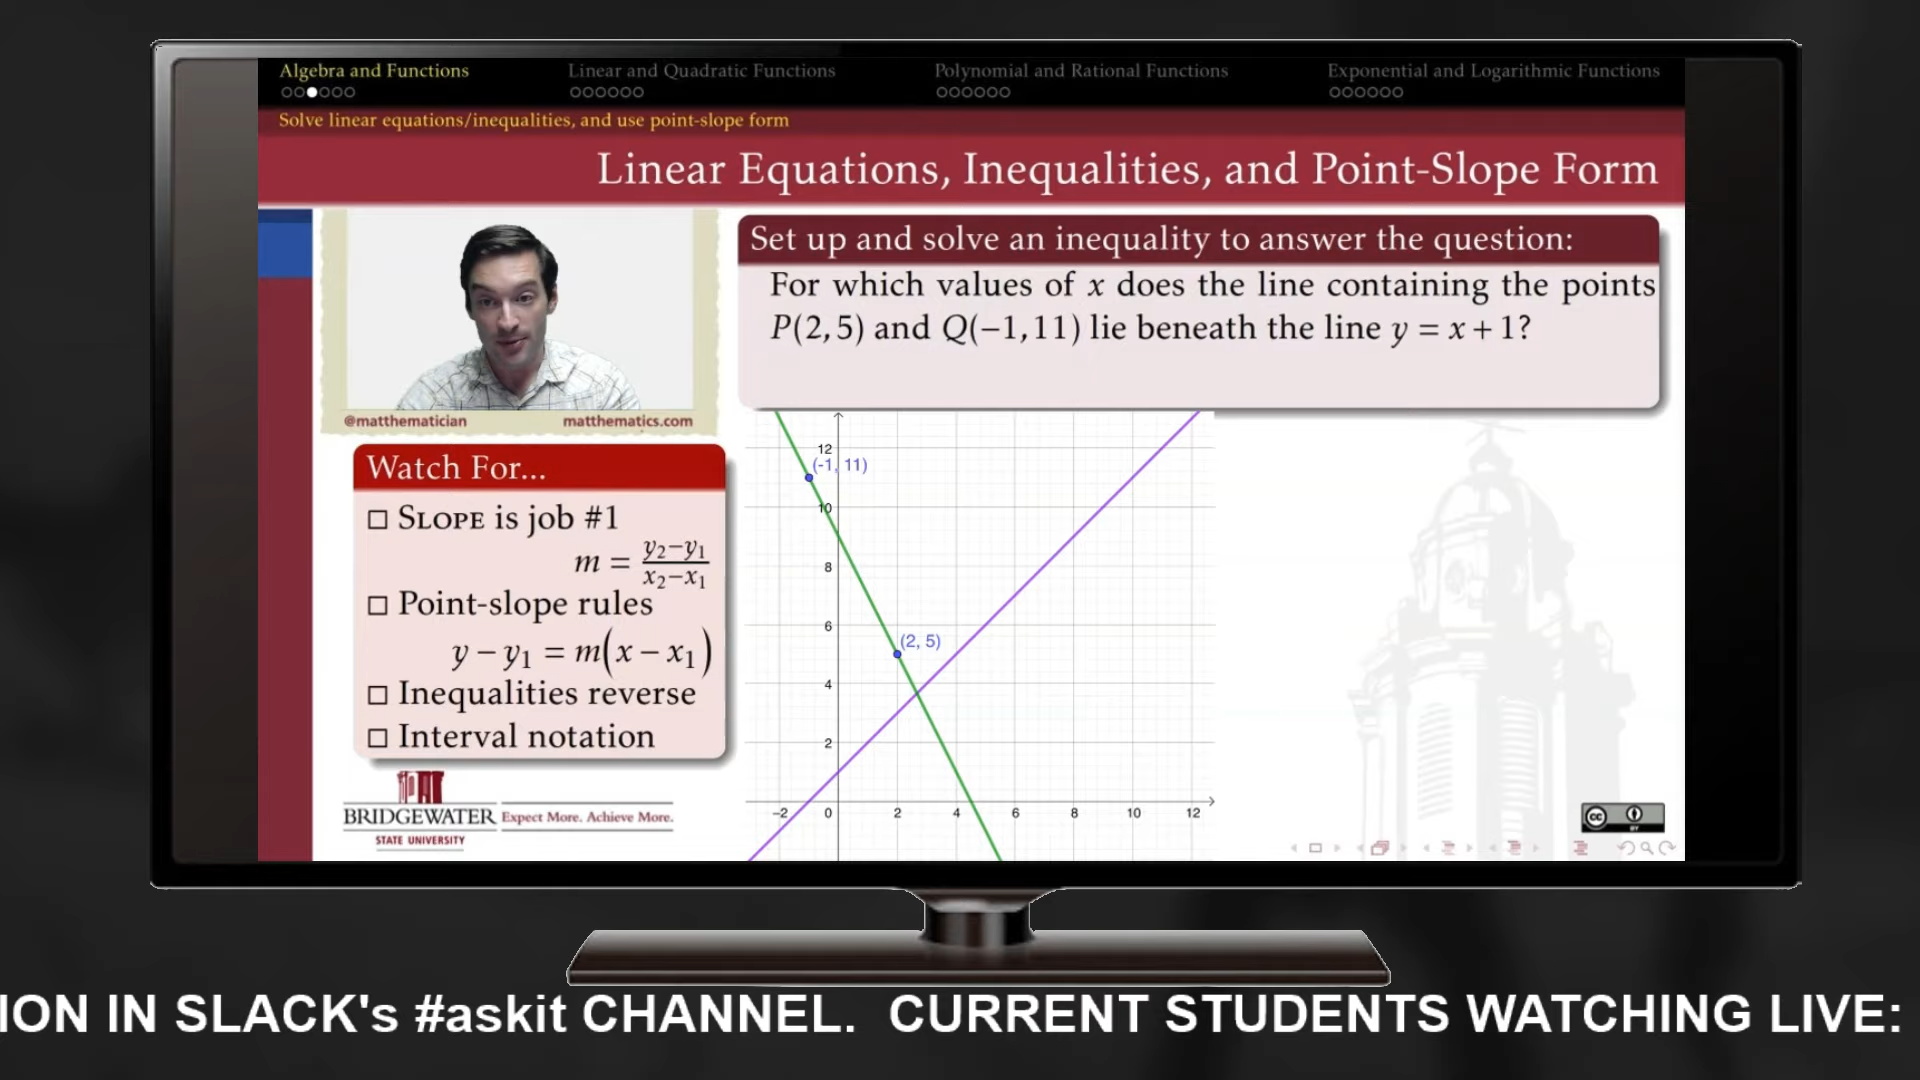 Algebra and Functions
Linear and Quadratic Functions
Polynomial and Rational Functions
Exponential and Logarithmic Functions
Solve linear equations/inequalities, and use point-slope form
Linear Equations, Inequalities, and Point-Slope Form
@matthematician
matthematics.com
Set up and solve an inequality to answer the question:
For which values of x does the line containing the points
P(2,5) and Q(−1,11) lie beneath the line y = x + 1?
Watch For...
□ SLOPE is job #1
m = \frac{y₂−y₁}{x₂−x₁}
□ Point-slope rules
y − y₁ = m(x − x₁)
□ Inequalities reverse
□ Interval notation
12
(-1, 11)
10
8
6
(2, 5)
4
2
−2 0 2 4 6 8 10 12
BRIDGEWATER
STATE UNIVERSITY
Expect More. Achieve More.
cc
BY
ION IN SLACK's #askit CHANNEL. CURRENT STUDENTS WATCHING LIVE: